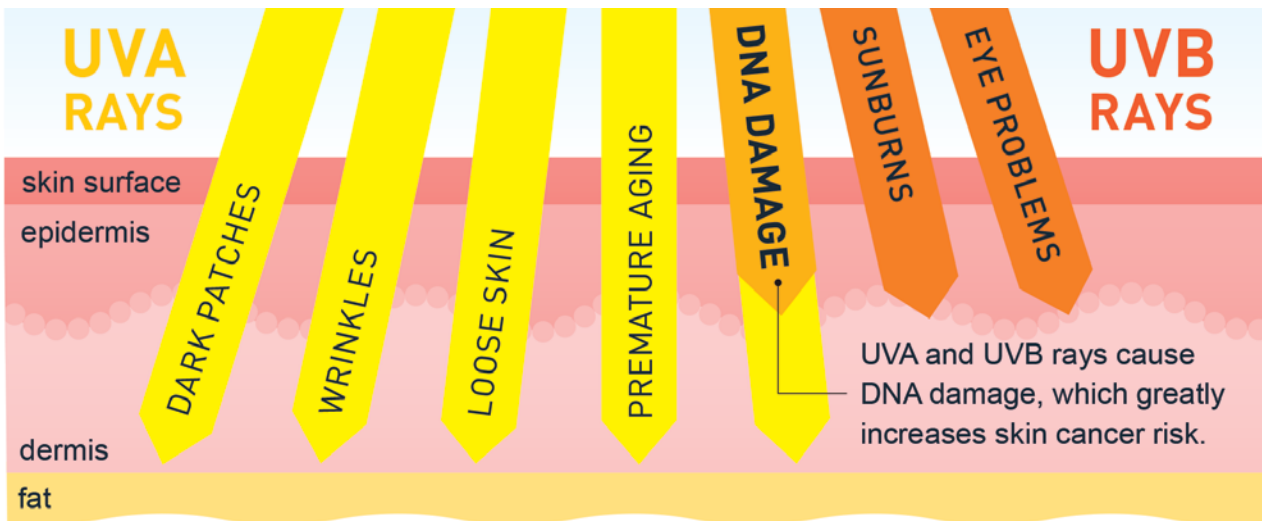 UVA
RAYS
UVB
RAYS
skin surface
epidermis
dermis
fat
DARK PATCHES
WRINKLES
LOOSE SKIN
PREMATURE AGING
DNA DAMAGE
SUNBURNS
EYE PROBLEMS
UVA and UVB rays cause
DNA damage, which greatly
increases skin cancer risk.